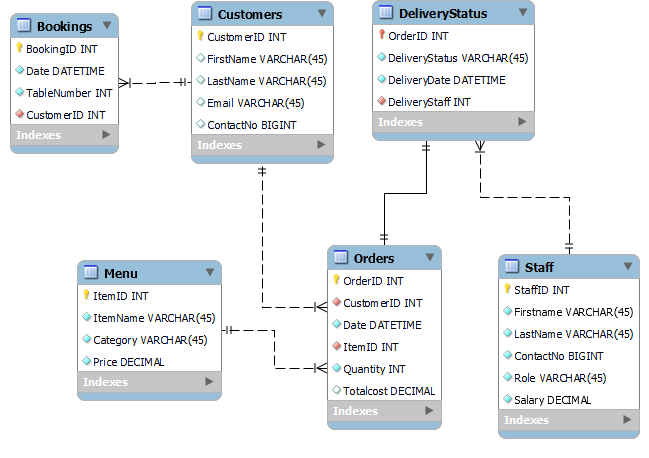 Bookings
BookingID INT
Date DATETIME
TableNumber INT
CustomerID INT
Indexes
Customers
CustomerID INT
FirstName VARCHAR(45)
LastName VARCHAR(45)
Email VARCHAR(45)
ContactNo BIGINT
Indexes
DeliveryStatus
OrderID INT
DeliveryStatus VARCHAR(45)
DeliveryDate DATETIME
DeliveryStaff INT
Indexes
Menu
ItemID INT
ItemName VARCHAR(45)
Category VARCHAR(45)
Price DECIMAL
Indexes
Orders
OrderID INT
CustomerID INT
Date DATETIME
ItemID INT
Quantity INT
Totalcost DECIMAL
Indexes
Staff
StaffID INT
Firstname VARCHAR(45)
LastName VARCHAR(45)
ContactNo BIGINT
Role VARCHAR(45)
Salary DECIMAL
Indexes